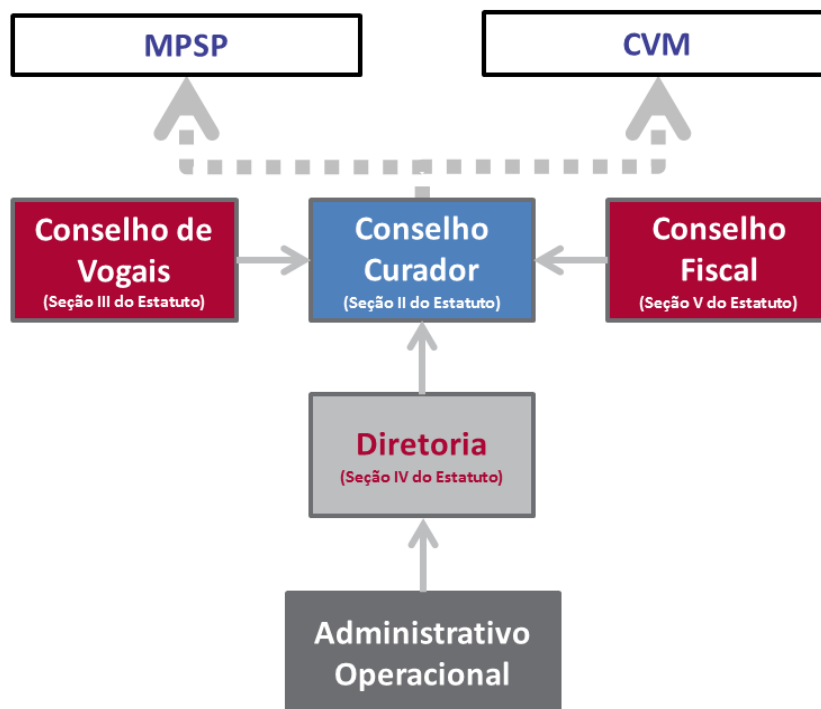 MPSP
CVM
Conselho de
Vogais
(Seção III do Estatuto)
Conselho
Curador
(Seção II do Estatuto)
Conselho
Fiscal
(Seção V do Estatuto)
Diretoria
(Seção IV do Estatuto)
Administrativo
Operacional